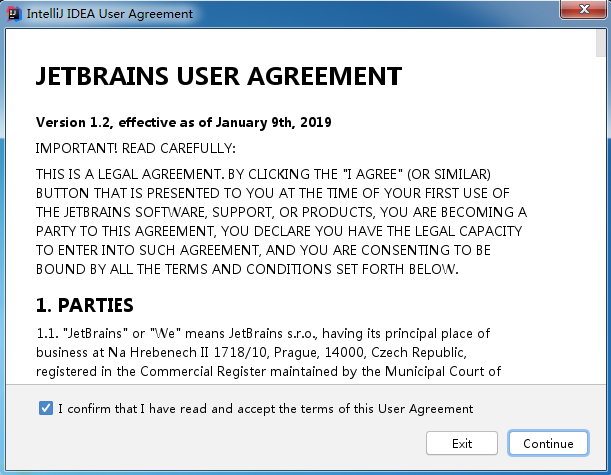 IntelliJ IDEA User Agreement
JETBRAINS USER AGREEMENT
Version 1.2, effective as of January 9th, 2019
IMPORTANT! READ CAREFULLY:
THIS IS A LEGAL AGREEMENT. BY CLICKING THE "I AGREE" (OR SIMILAR)
BUTTON THAT IS PRESENTED TO YOU AT THE TIME OF YOUR FIRST USE OF
THE JETBRAINS SOFTWARE, SUPPORT, OR PRODUCTS, YOU ARE BECOMING A
PARTY TO THIS AGREEMENT, YOU DECLARE YOU HAVE THE LEGAL CAPACITY
TO ENTER INTO SUCH AGREEMENT, AND YOU ARE CONSENTING TO BE
BOUND BY ALL THE TERMS AND CONDITIONS SET FORTH BELOW.
1. PARTIES
1.1. "JetBrains" or "We" means JetBrains s.r.o., having its principal place of
business at Na Hrebenech II 1718/10, Prague, 14000, Czech Republic,
registered in the Commercial Register maintained by the Municipal Court of
I confirm that I have read and accept the terms of this User Agreement
Exit
Continue